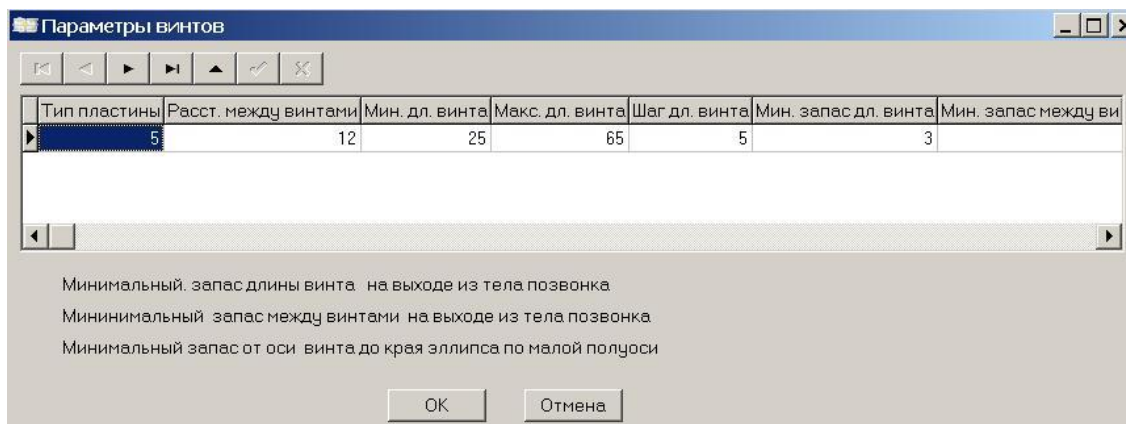 Параметры винтов
Тип пластины Расст. между винтами Мин. дл. винта Макс. дл. винта Шаг дл. винта Мин. запас дл. винта Мин. запас между ви
5 12 25 65 5 3
Минимальный. запас длины винта на выходе из тела позвонка
Мининимальный запас между винтами на выходе из тела позвонка
Минимальный запас от оси винта до края эллипса по малой полуоси
OK Отмена